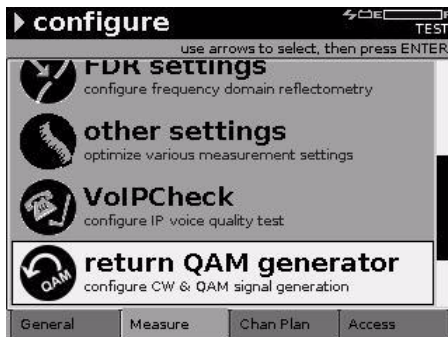 configure
E F
TEST
use arrows to select, then press ENTER
FDR settings
configure frequency domain reflectometry
other settings
optimize various measurement settings
VoIPCheck
configure IP voice quality test
QAM
return QAM generator
configure CW & QAM signal generation
General Measure Chan Plan Access